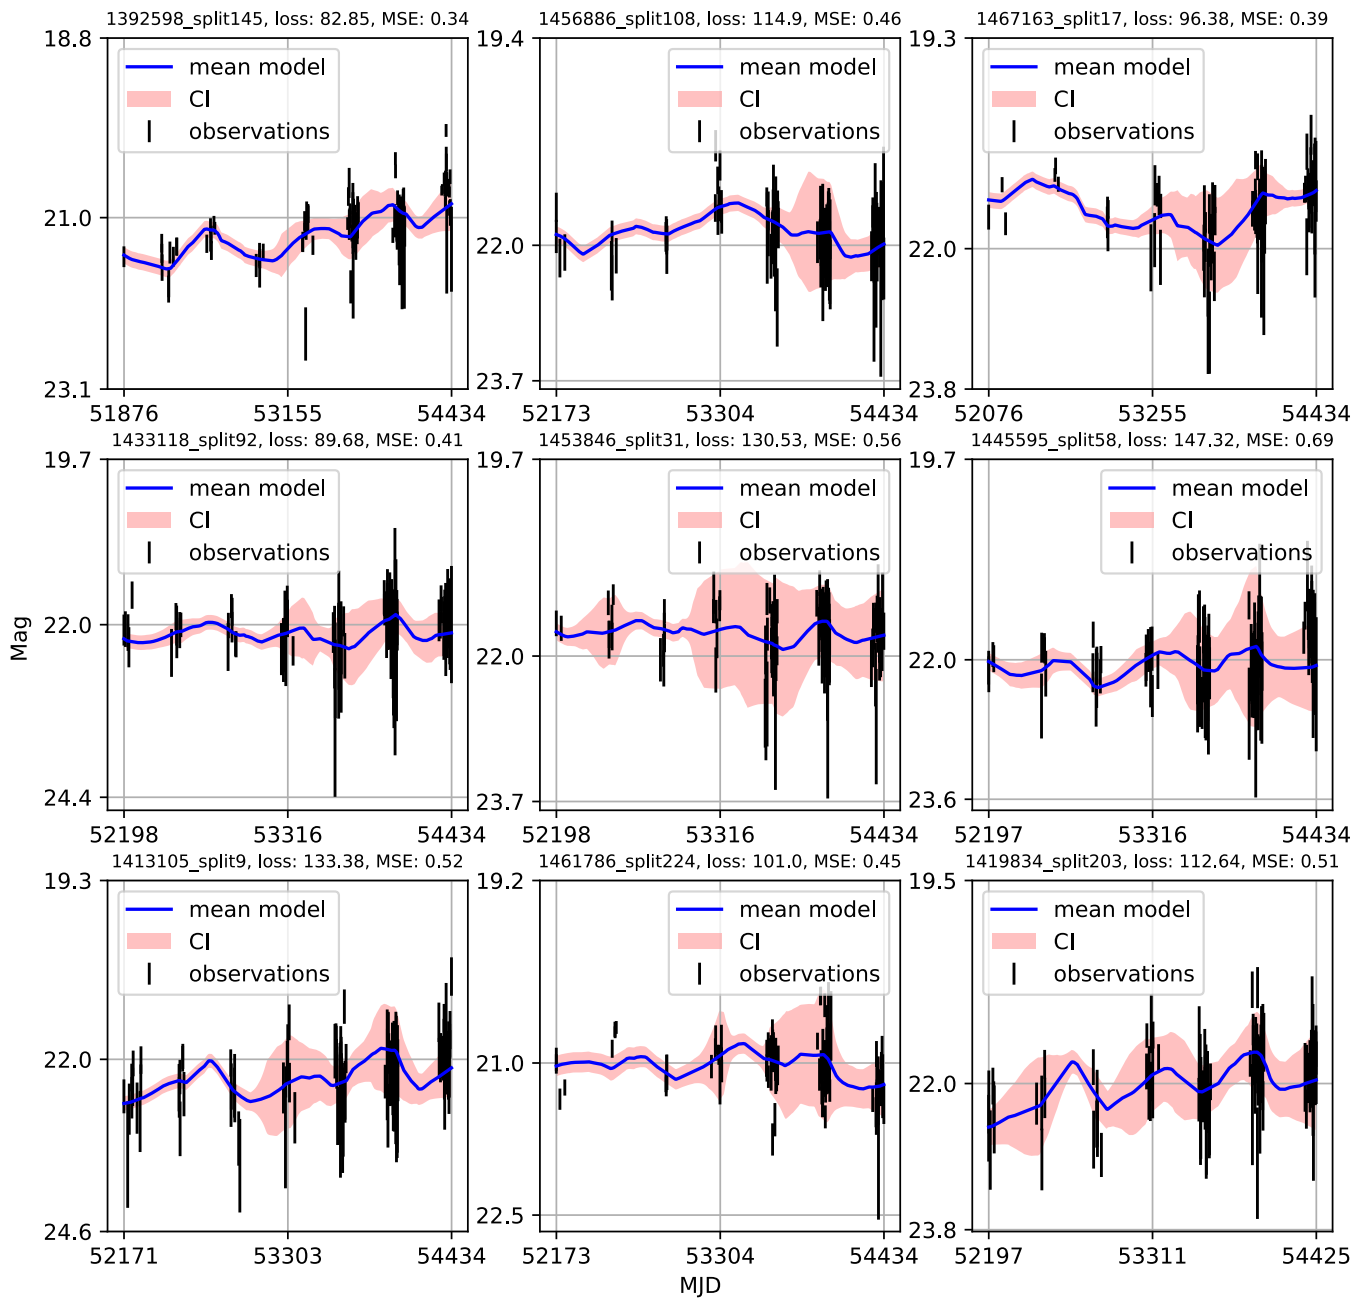 1392598_split145, loss: 82.85, MSE: 0.34
18.8
21.0
23.1
mean model
CI
observations
51876 53155 54434
1456886_split108, loss: 114.9, MSE: 0.46
19.4
22.0
23.7
mean model
CI
observations
52173 53304 54434
1467163_split17, loss: 96.38, MSE: 0.39
19.3
22.0
23.8
mean model
CI
observations
52076 53255 54434
Mag
1433118_split92, loss: 89.68, MSE: 0.41
19.7
22.0
24.4
mean model
CI
observations
52198 53316 54434
1453846_split31, loss: 130.53, MSE: 0.56
19.7
22.0
23.7
mean model
CI
observations
52198 53316 54434
1445595_split58, loss: 147.32, MSE: 0.69
19.7
22.0
23.6
mean model
CI
observations
52197 53316 54434
1413105_split9, loss: 133.38, MSE: 0.52
19.3
22.0
24.6
mean model
CI
observations
52171 53303 54434
1461786_split224, loss: 101.0, MSE: 0.45
19.2
21.0
22.5
mean model
CI
observations
52173 53304 54434
1419834_split203, loss: 112.64, MSE: 0.51
19.5
22.0
23.8
mean model
CI
observations
52197 53311 54425
MJD